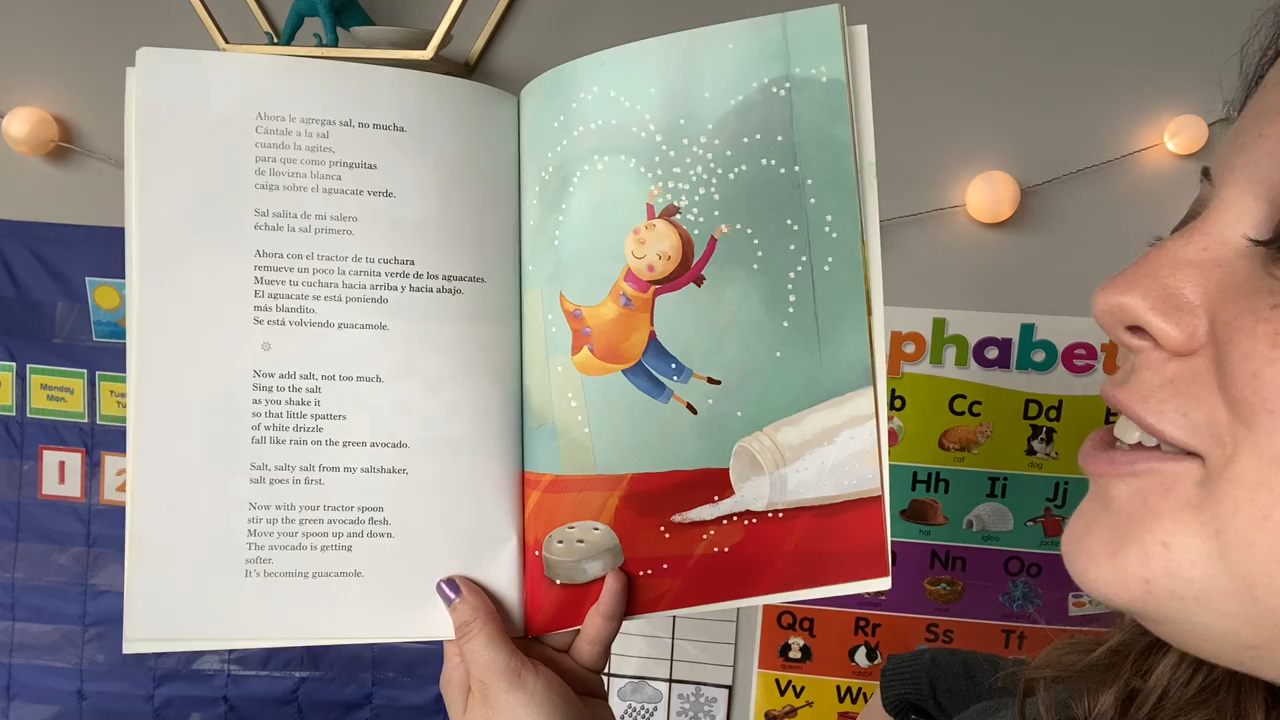 Ahora le agregas sal, no mucha.
Cántale a la sal
cuando la agites,
para que como pringuitas
de llovizna blanca
caiga sobre el aguacate verde.
Sal salita de mi salero
échale la sal primero.
Ahora con el tractor de tu cuchara
remueve un poco la carnita verde de los aguacates.
Mueve tu cuchara hacia arriba y hacia abajo.
El aguacate se está poniendo
más blandito.
Se está volviendo guacamole.
Now add salt, not too much.
Sing to the salt
as you shake it
so that little spatters
of white drizzle
fall like rain on the green avocado.
Salt, salty salt from my saltshaker,
salt goes in first.
Now with your tractor spoon
stir up the green avocado flesh.
Move your spoon up and down.
The avocado is getting
softer.
It's becoming guacamole.
Monday
Mon.
1
2
phabet
b Cc Dd E
cat dog
Hh Ii Jj
hat igloo
Nn Oo
Qq Rr Ss Tt
queen rabbit
Vv Ww